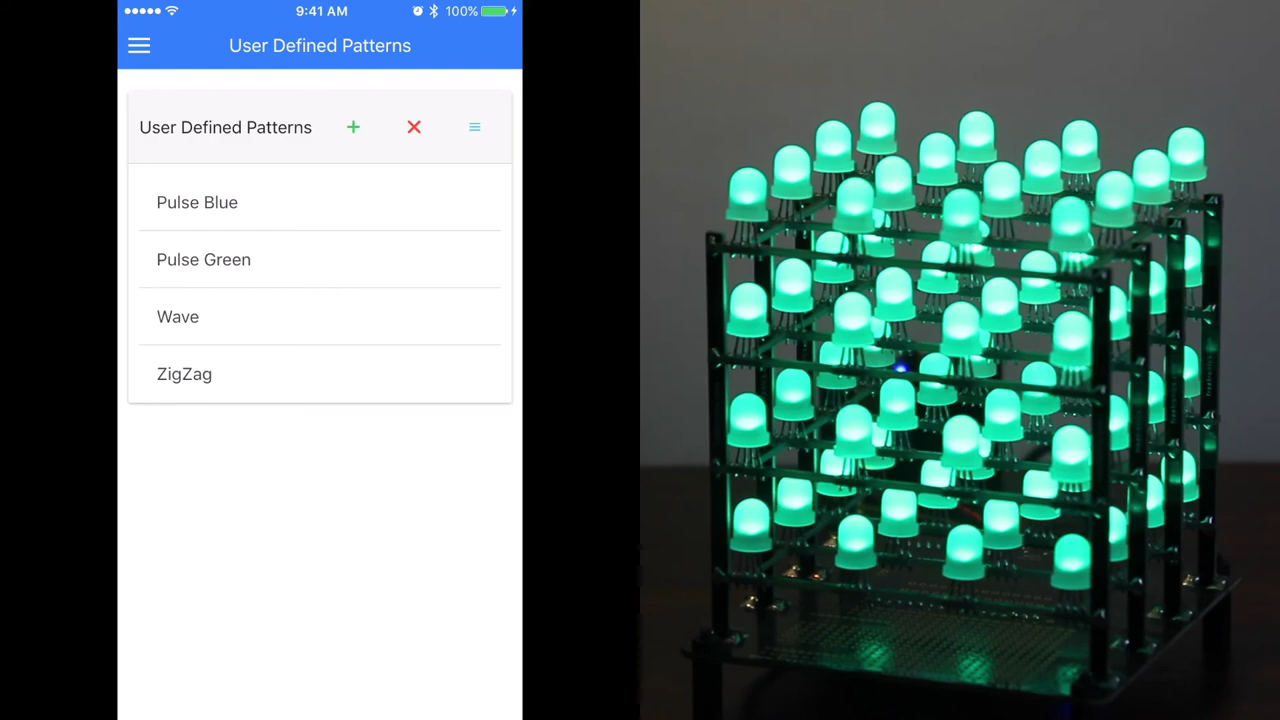 9:41 AM
100%
User Defined Patterns
User Defined Patterns
Pulse Blue
Pulse Green
Wave
ZigZag